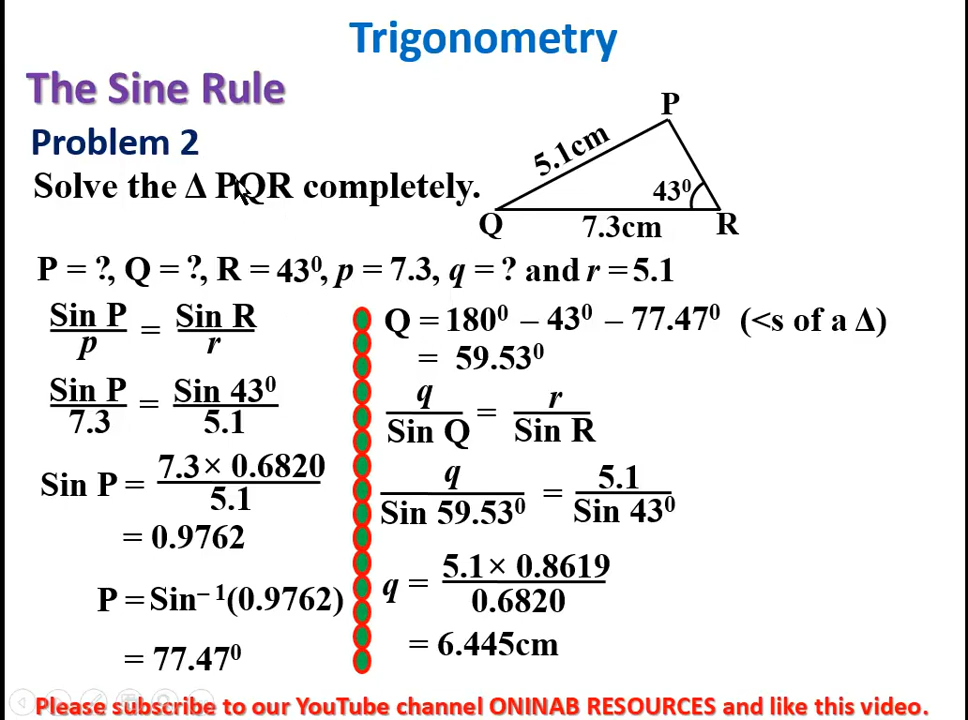 Trigonometry
The Sine Rule
Problem 2
Solve the Δ PQR completely.
P
5.1cm
43⁰
Q
7.3cm
R
P = ?, Q = ?, R = 43⁰, p = 7.3, q = ? and r = 5.1
Sin P / p = Sin R / r
Sin P / 7.3 = Sin 43⁰ / 5.1
Sin P = 7.3 × 0.6820 / 5.1
= 0.9762
P = Sin⁻¹(0.9762)
= 77.47⁰
Q = 180⁰ – 43⁰ – 77.47⁰ (<s of a Δ)
= 59.53⁰
q / Sin Q = r / Sin R
q / Sin 59.53⁰ = 5.1 / Sin 43⁰
q = 5.1 × 0.8619 / 0.6820
= 6.445cm
Please subscribe to our YouTube channel ONINAB RESOURCES and like this video.